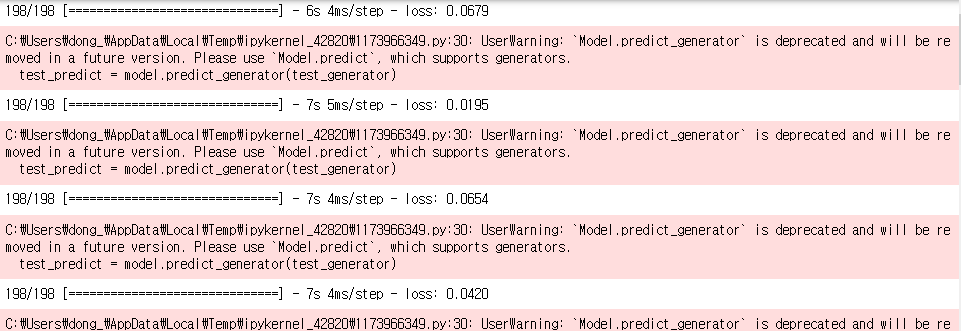 198/198 [==============================] - 6s 4ms/step - loss: 0.0679
C:₩Users₩dong_₩AppData₩Local₩Temp₩ipykernel_42820₩1173966349.py:30: UserWarning: `Model.predict_generator` is deprecated and will be re
moved in a future version. Please use `Model.predict`, which supports generators.
  test_predict = model.predict_generator(test_generator)
198/198 [==============================] - 7s 5ms/step - loss: 0.0195
C:₩Users₩dong_₩AppData₩Local₩Temp₩ipykernel_42820₩1173966349.py:30: UserWarning: `Model.predict_generator` is deprecated and will be re
moved in a future version. Please use `Model.predict`, which supports generators.
  test_predict = model.predict_generator(test_generator)
198/198 [==============================] - 7s 4ms/step - loss: 0.0654
C:₩Users₩dong_₩AppData₩Local₩Temp₩ipykernel_42820₩1173966349.py:30: UserWarning: `Model.predict_generator` is deprecated and will be re
moved in a future version. Please use `Model.predict`, which supports generators.
  test_predict = model.predict_generator(test_generator)
198/198 [==============================] - 7s 4ms/step - loss: 0.0420
C:₩Users₩dong_₩AppData₩Local₩Temp₩ipykernel_42820₩1173966349.py:30: UserWarning: `Model.predict_generator` is deprecated and will be re